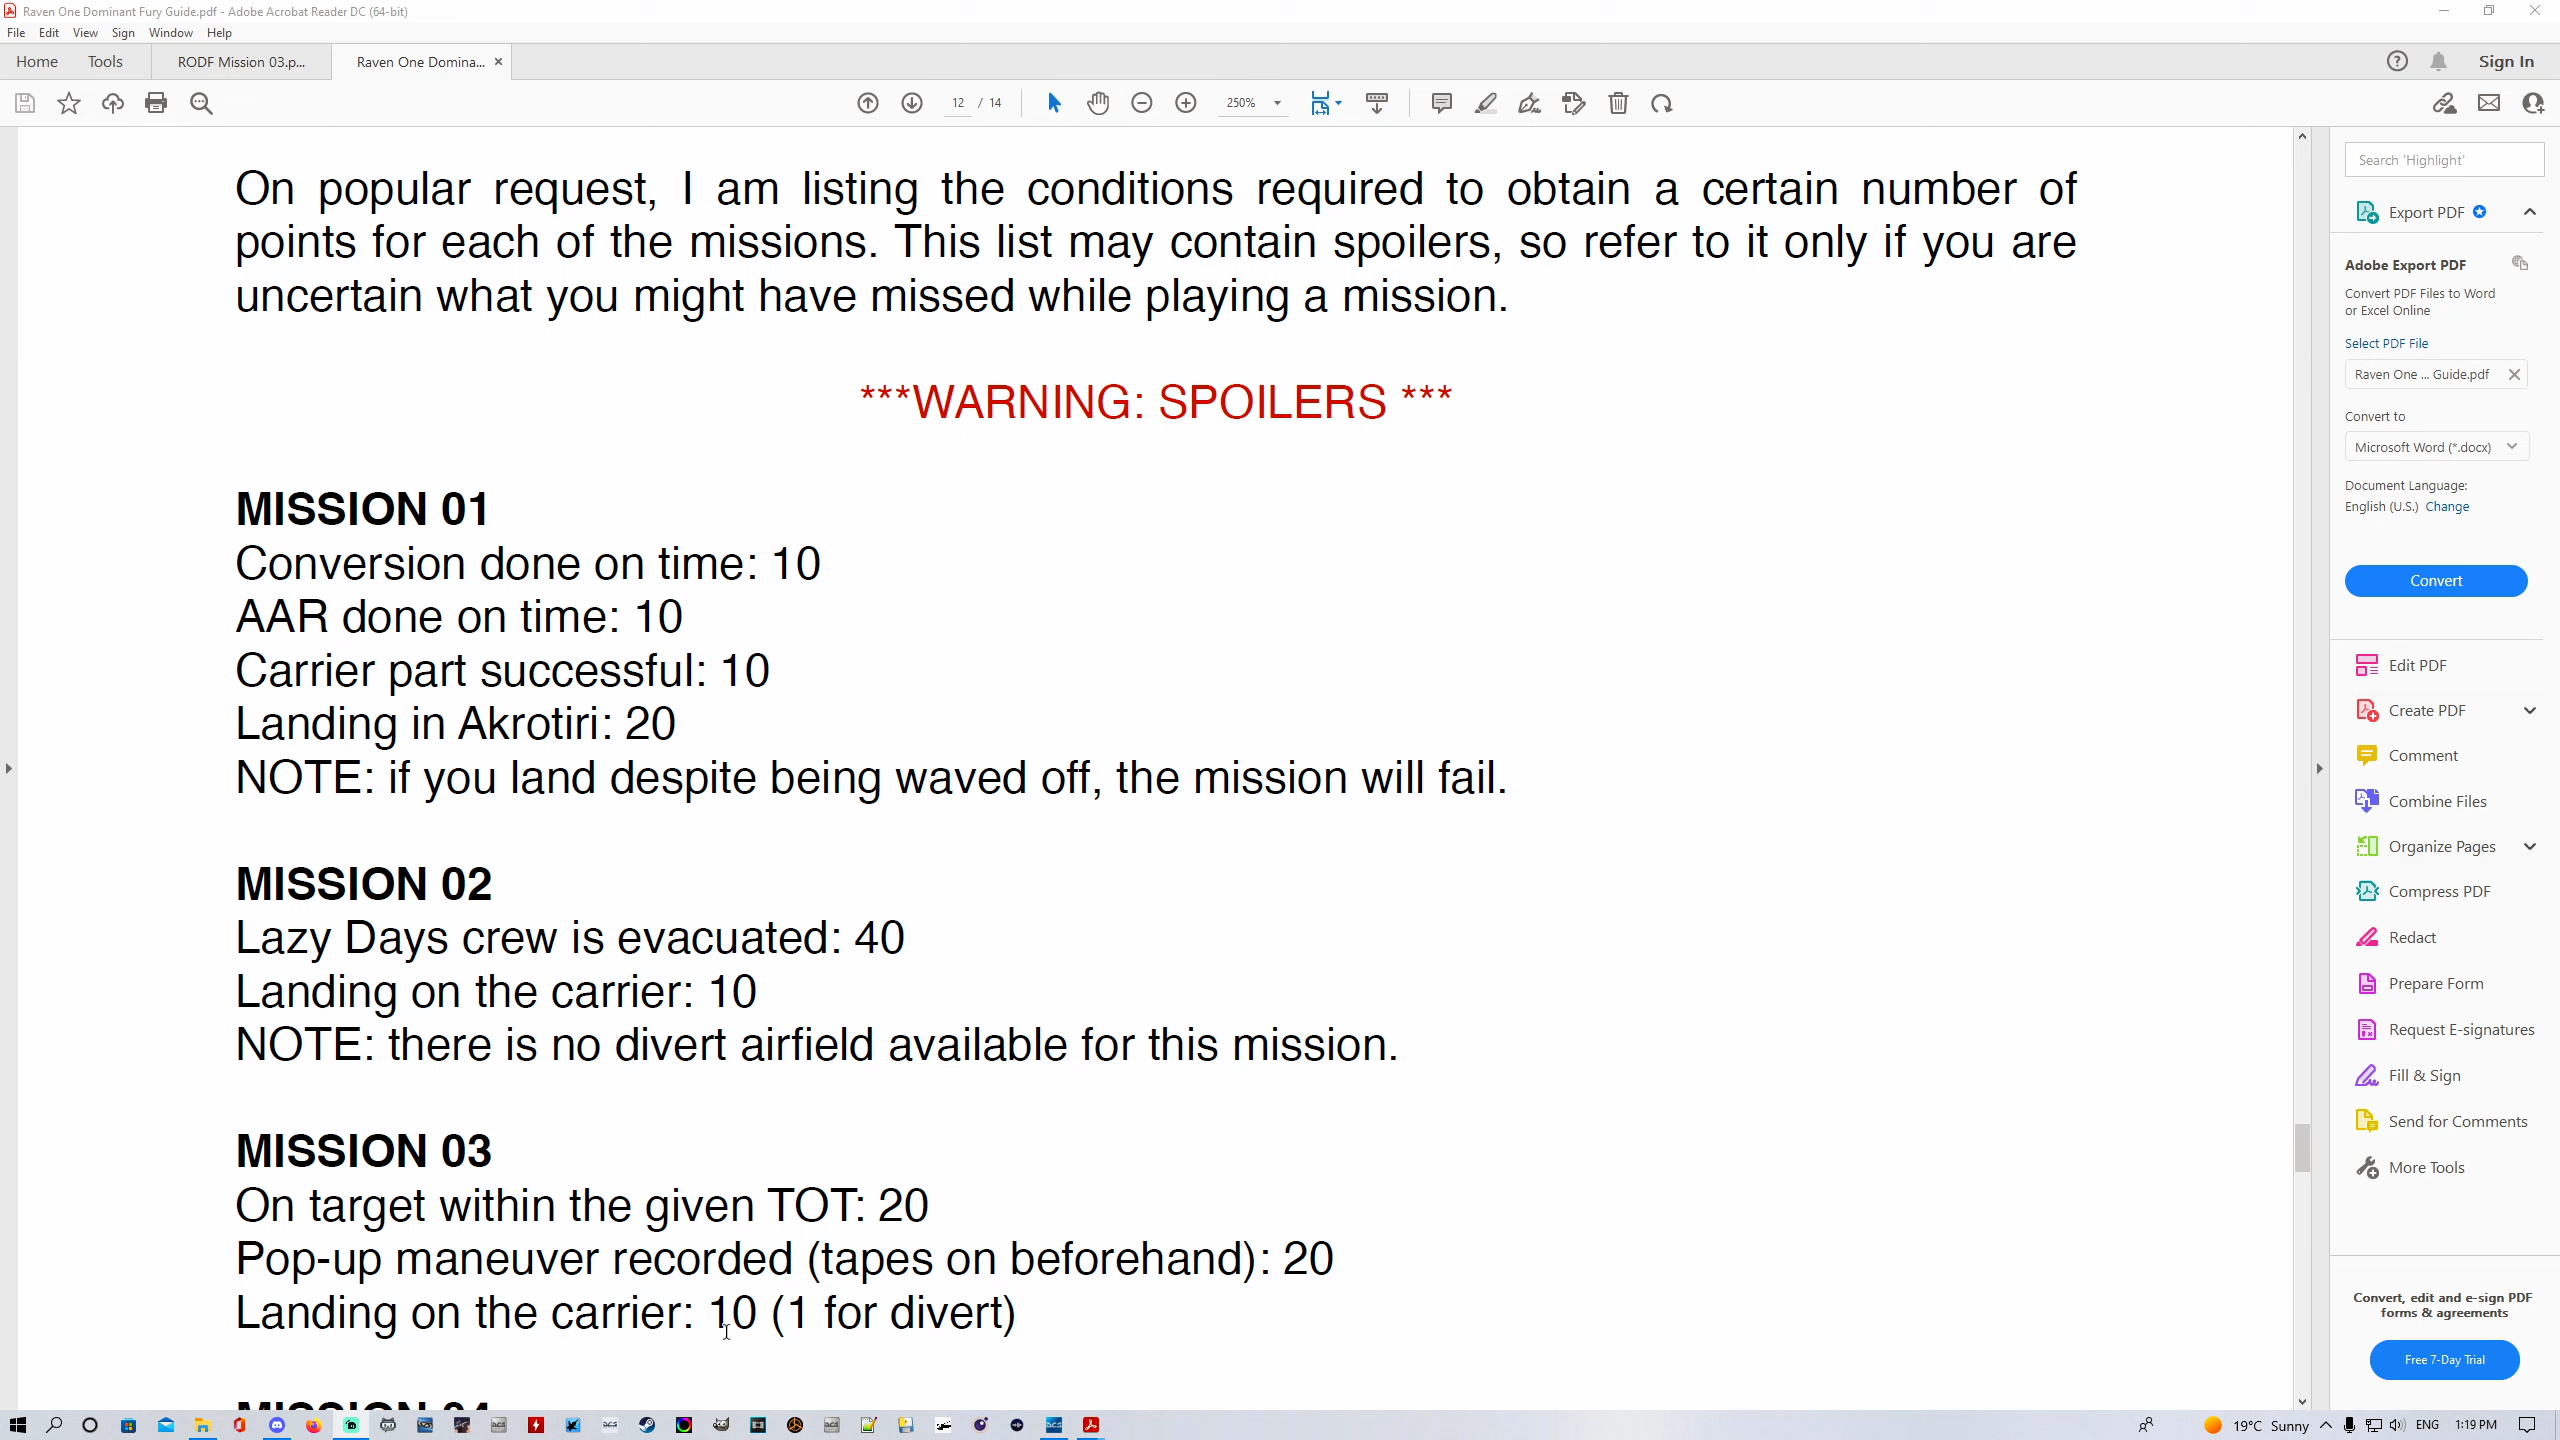 Raven One Dominant Fury Guide.pdf - Adobe Acrobat Reader DC (64-bit)
File Edit View Sign Window Help
Home Tools RODF Mission 03.p... Raven One Domina... Sign In
12 / 14 250%
On popular request, I am listing the conditions required to obtain a certain number of
points for each of the missions. This list may contain spoilers, so refer to it only if you are
uncertain what you might have missed while playing a mission.
***WARNING: SPOILERS ***
MISSION 01
Conversion done on time: 10
AAR done on time: 10
Carrier part successful: 10
Landing in Akrotiri: 20
NOTE: if you land despite being waved off, the mission will fail.
MISSION 02
Lazy Days crew is evacuated: 40
Landing on the carrier: 10
NOTE: there is no divert airfield available for this mission.
MISSION 03
On target within the given TOT: 20
Pop-up maneuver recorded (tapes on beforehand): 20
Landing on the carrier: 10 (1 for divert)
MISSION 04
Search 'Highlight'
Export PDF
Adobe Export PDF
Convert PDF Files to Word
or Excel Online
Select PDF File
Raven One ... Guide.pdf
Convert to
Microsoft Word (*.docx)
Document Language:
English (U.S.) Change
Convert
Edit PDF
Create PDF
Comment
Combine Files
Organize Pages
Compress PDF
Redact
Prepare Form
Request E-signatures
Fill & Sign
Send for Comments
More Tools
Convert, edit and e-sign PDF
forms & agreements
Free 7-Day Trial
19°C Sunny ENG 1:19 PM